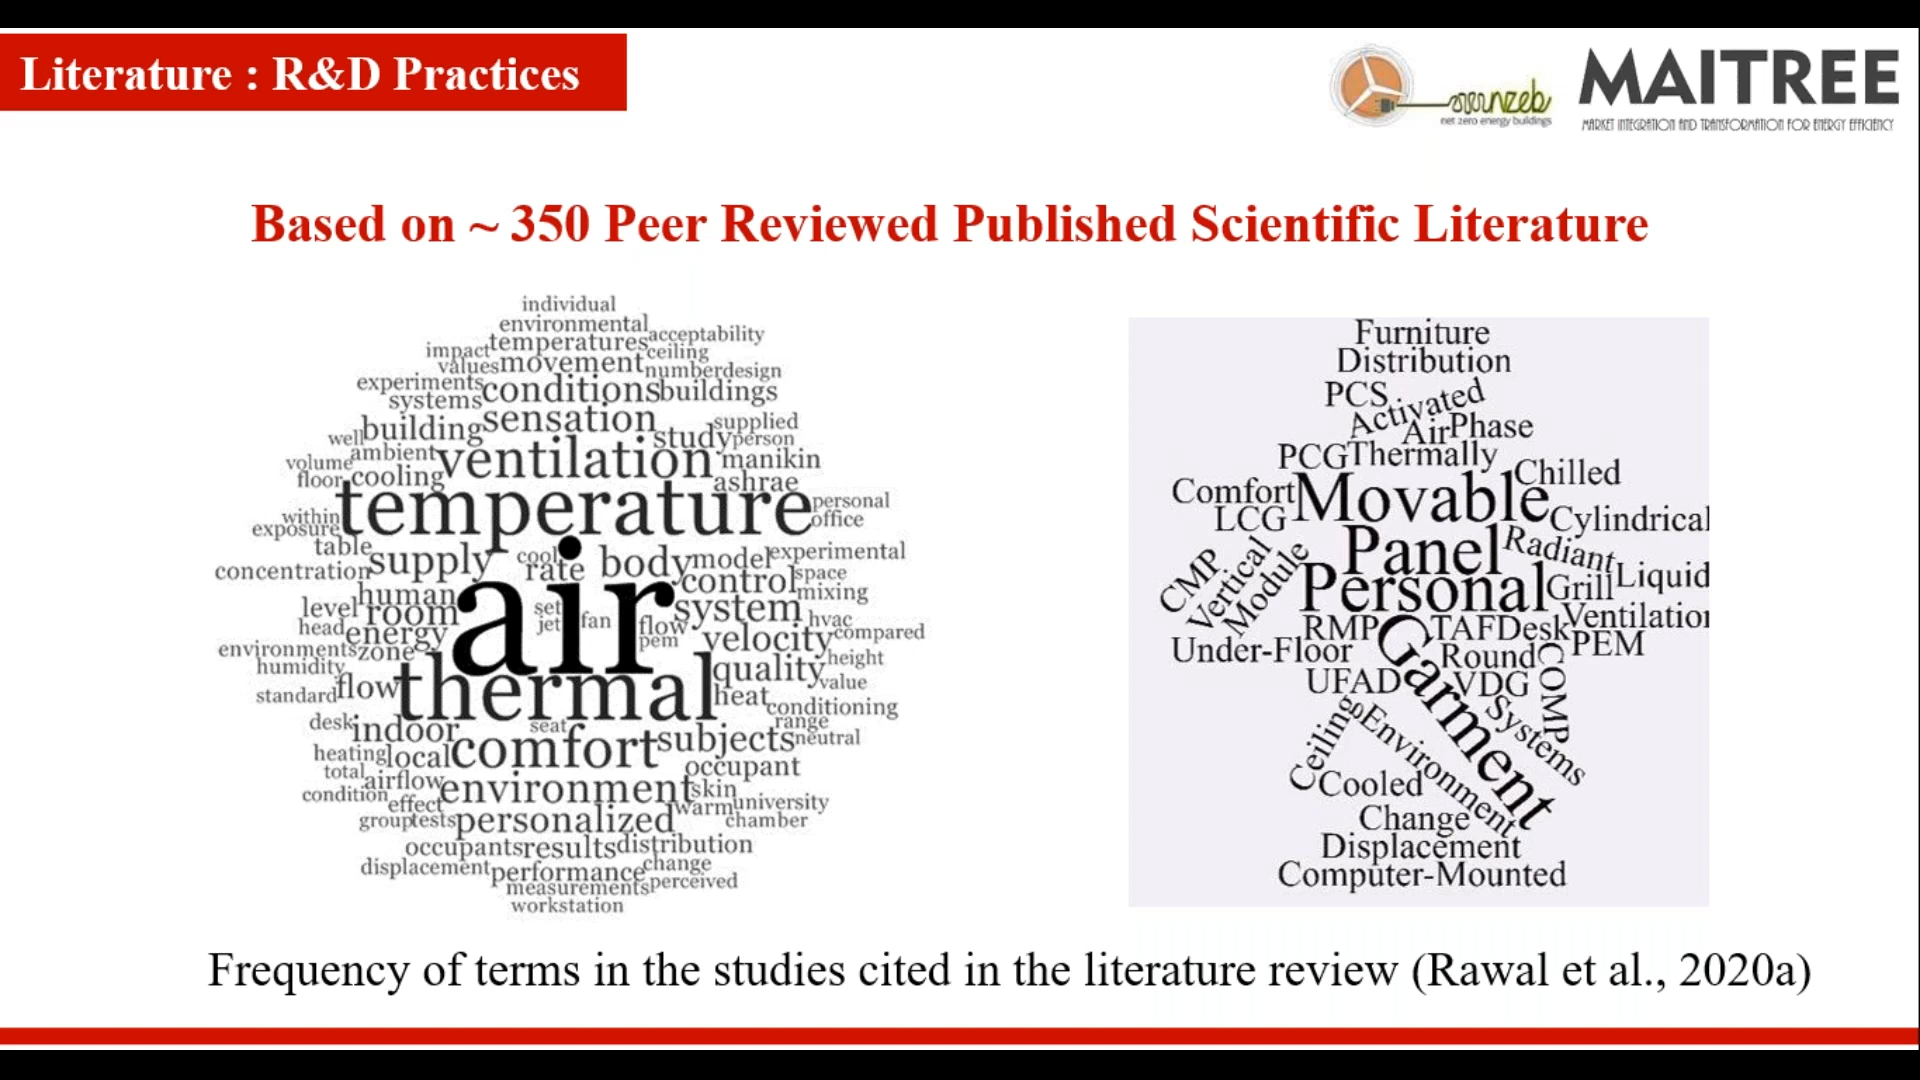 Literature : R&D Practices
nzeb
net zero energy buildings
MAITREE
MARKET INTEGRATION AND TRANSFORMATION FOR ENERGY EFFICIENCY
Based on ~ 350 Peer Reviewed Published Scientific Literature
individual
environmental acceptability
impact temperatures ceiling
values movement number design
experiments conditions buildings
systems sensation supplied
well building study person
ambient ventilation manikin
volume cooling ashrae
floor temperature personal
within office
exposure
table supply cool body model experimental
concentration rate control space
human mixing
level room set air system hvac
head energy jet fan flow velocity compared
environments zone pem
humidity thermal quality height
standard flow heat value
conditioning
desk indoor seat subjects range
neutral
heating local comfort occupant
total airflow environment skin
condition effect warm university
group tests personalized chamber
occupants results distribution
displacement performance change
measurements perceived
workstation
Furniture
Distribution
PCS Activated
Air Phase
PCG Thermally
Comfort Movable Chilled
LCG Cylindrical
CMP Vertical Module Panel Radiant
Personal Grill Liquid
Ventilation
RMP TAF Desk PEM
Under-Floor Garment Round COMP
UFAD VDG Systems
Ceiling Environment
Cooled
Change
Displacement
Computer-Mounted
Frequency of terms in the studies cited in the literature review (Rawal et al., 2020a)